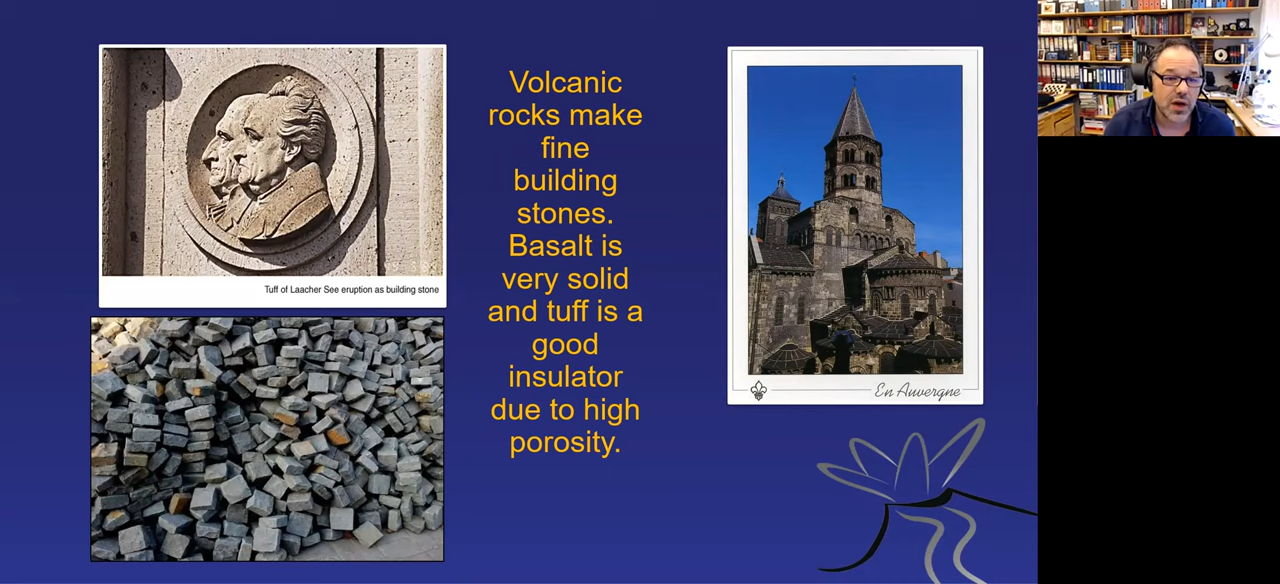 Tuff of Laacher See eruption as building stone
Volcanic
rocks make
fine
building
stones.
Basalt is
very solid
and tuff is a
good
insulator
due to high
porosity.
En Auvergne